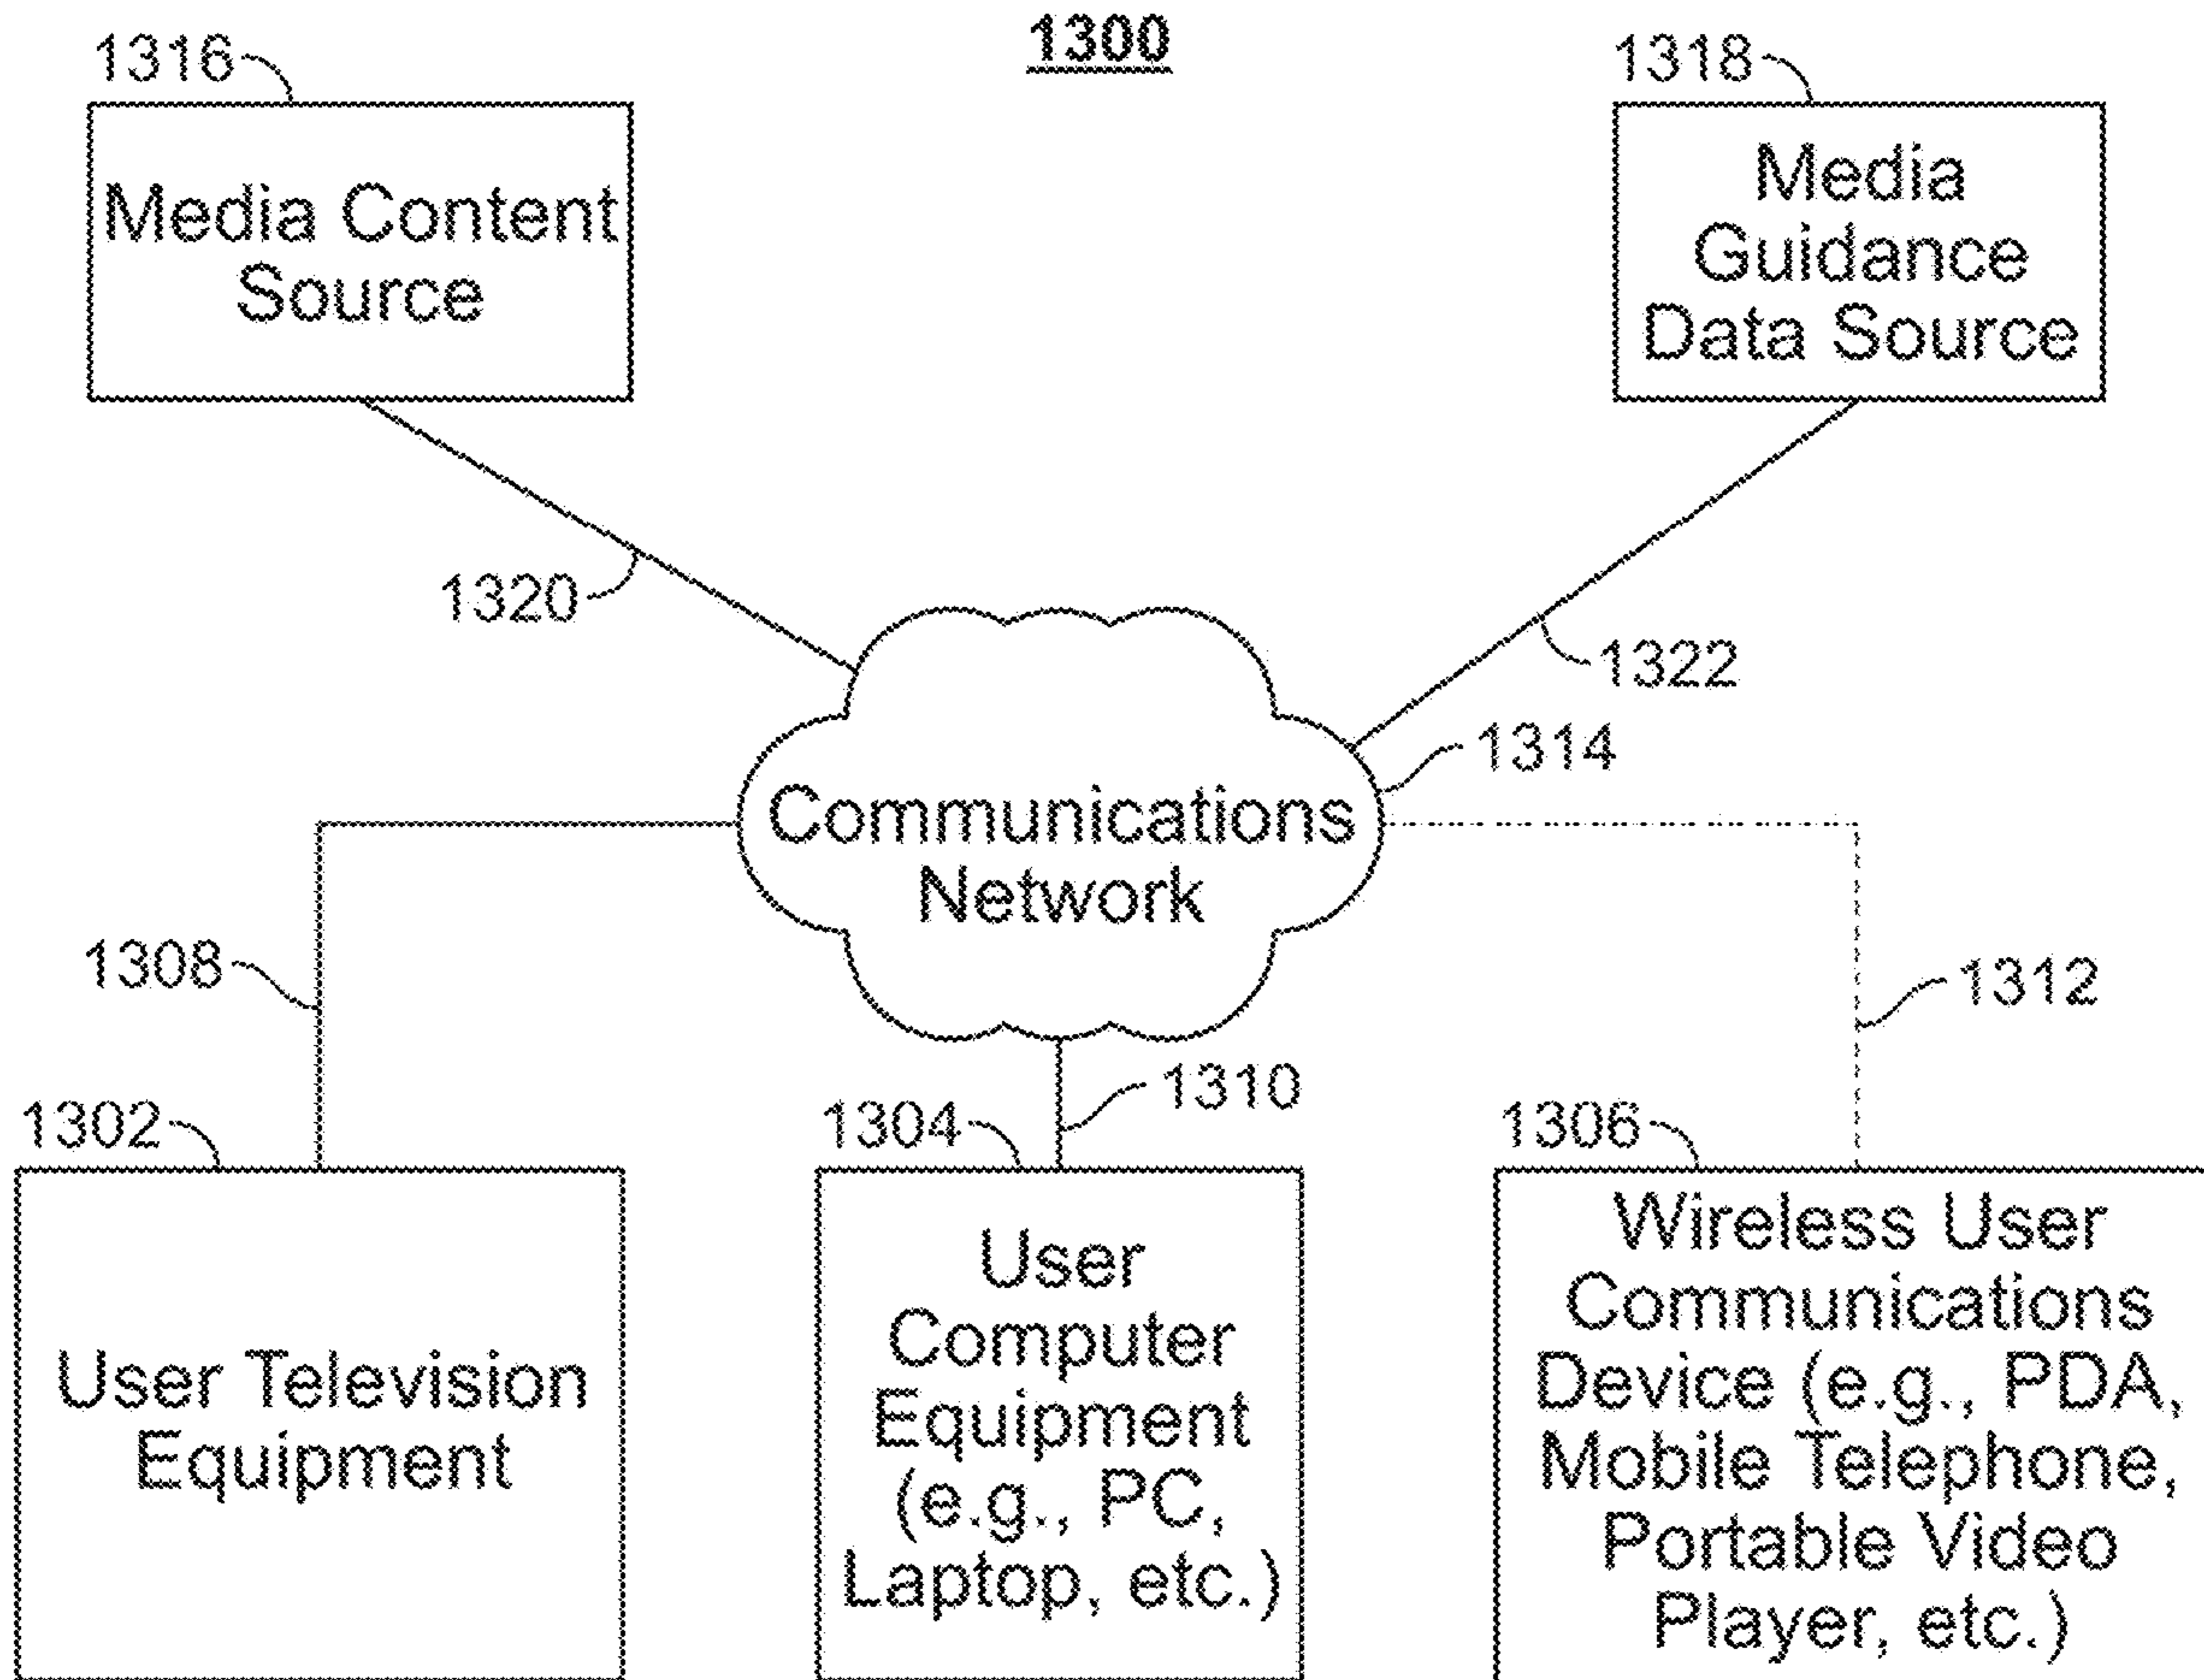 1300
1316
1318
Media Content
Source
Media
Guidance
Data Source
1320
1322
1314
Communications
Network
1308
1312
1310
1302
1304
1306
User Television
Equipment
User
Computer
Equipment
(e.g., PC,
Laptop, etc.)
Wireless User
Communications
Device (e.g., PDA,
Mobile Telephone,
Portable Video
Player, etc.)